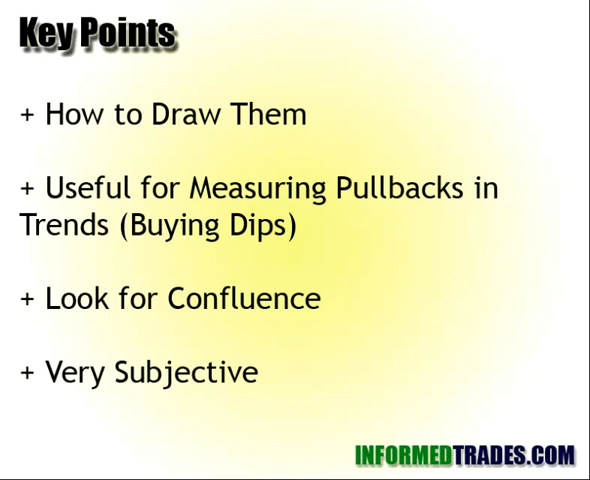 Key Points
+ How to Draw Them
+ Useful for Measuring Pullbacks in
Trends (Buying Dips)
+ Look for Confluence
+ Very Subjective
INFORMEDTRADES.COM